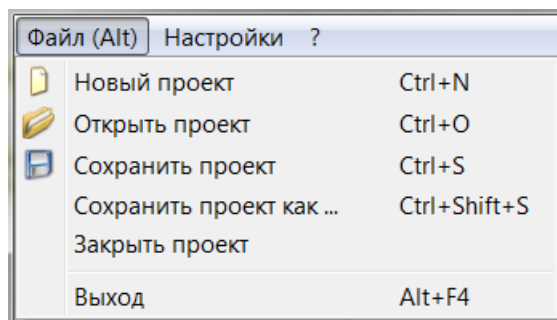 Файл (Alt) Настройки ?
Новый проект Ctrl+N
Открыть проект Ctrl+O
Сохранить проект Ctrl+S
Сохранить проект как ... Ctrl+Shift+S
Закрыть проект
Выход Alt+F4